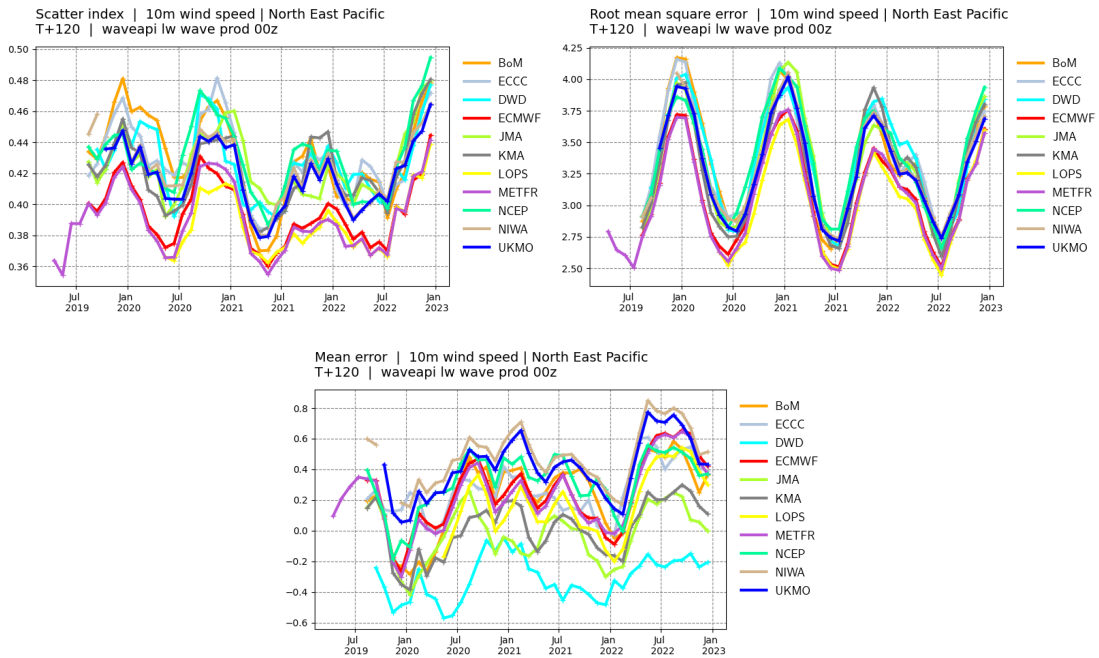 Scatter index | 10m wind speed | North East Pacific
T+120 | waveapi lw wave prod 00z
0.50
0.48
0.46
0.44
0.42
0.40
0.38
0.36
Jul 2019
Jan 2020
Jul 2020
Jan 2021
Jul 2021
Jan 2022
Jul 2022
Jan 2023
BoM
ECCC
DWD
ECMWF
JMA
KMA
LOPS
METFR
NCEP
NIWA
UKMO
Root mean square error | 10m wind speed | North East Pacific
T+120 | waveapi lw wave prod 00z
4.25
4.00
3.75
3.50
3.25
3.00
2.75
2.50
Jul 2019
Jan 2020
Jul 2020
Jan 2021
Jul 2021
Jan 2022
Jul 2022
Jan 2023
BoM
ECCC
DWD
ECMWF
JMA
KMA
LOPS
METFR
NCEP
NIWA
UKMO
Mean error | 10m wind speed | North East Pacific
T+120 | waveapi lw wave prod 00z
0.8
0.6
0.4
0.2
0.0
−0.2
−0.4
−0.6
Jul 2019
Jan 2020
Jul 2020
Jan 2021
Jul 2021
Jan 2022
Jul 2022
Jan 2023
BoM
ECCC
DWD
ECMWF
JMA
KMA
LOPS
METFR
NCEP
NIWA
UKMO